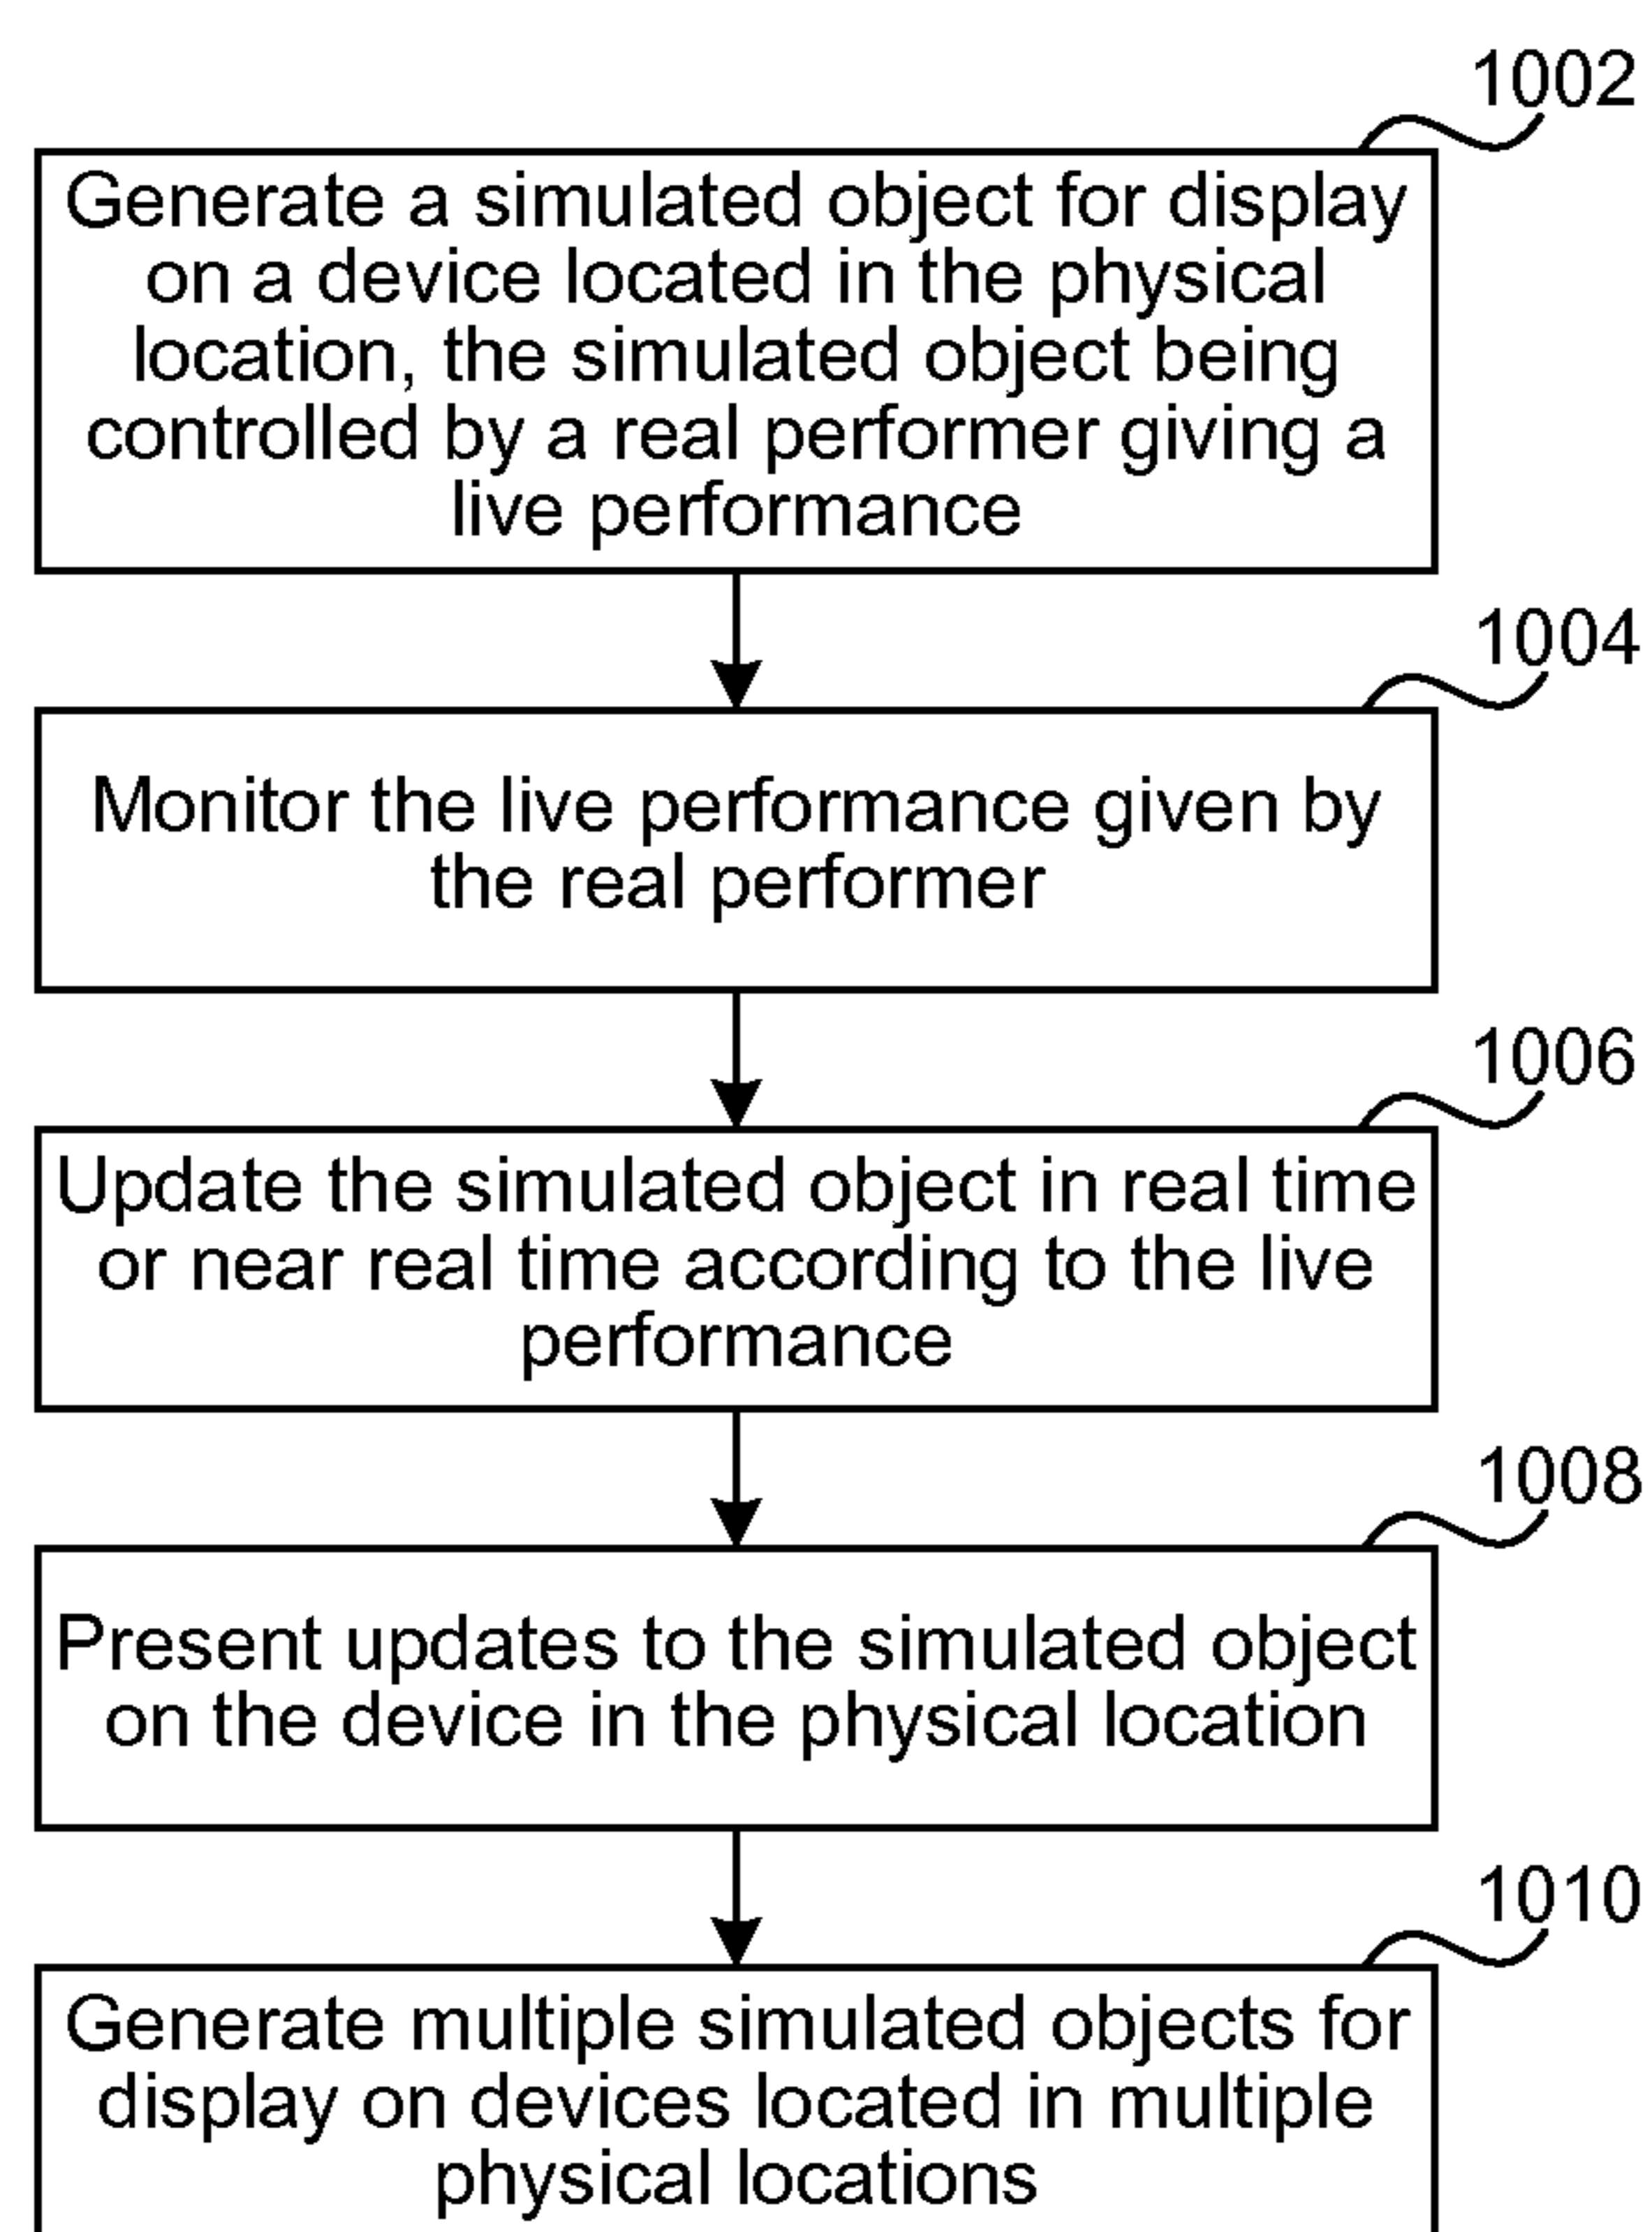 1002
Generate a simulated object for display
on a device located in the physical
location, the simulated object being
controlled by a real performer giving a
live performance
1004
Monitor the live performance given by
the real performer
1006
Update the simulated object in real time
or near real time according to the live
performance
1008
Present updates to the simulated object
on the device in the physical location
1010
Generate multiple simulated objects for
display on devices located in multiple
physical locations